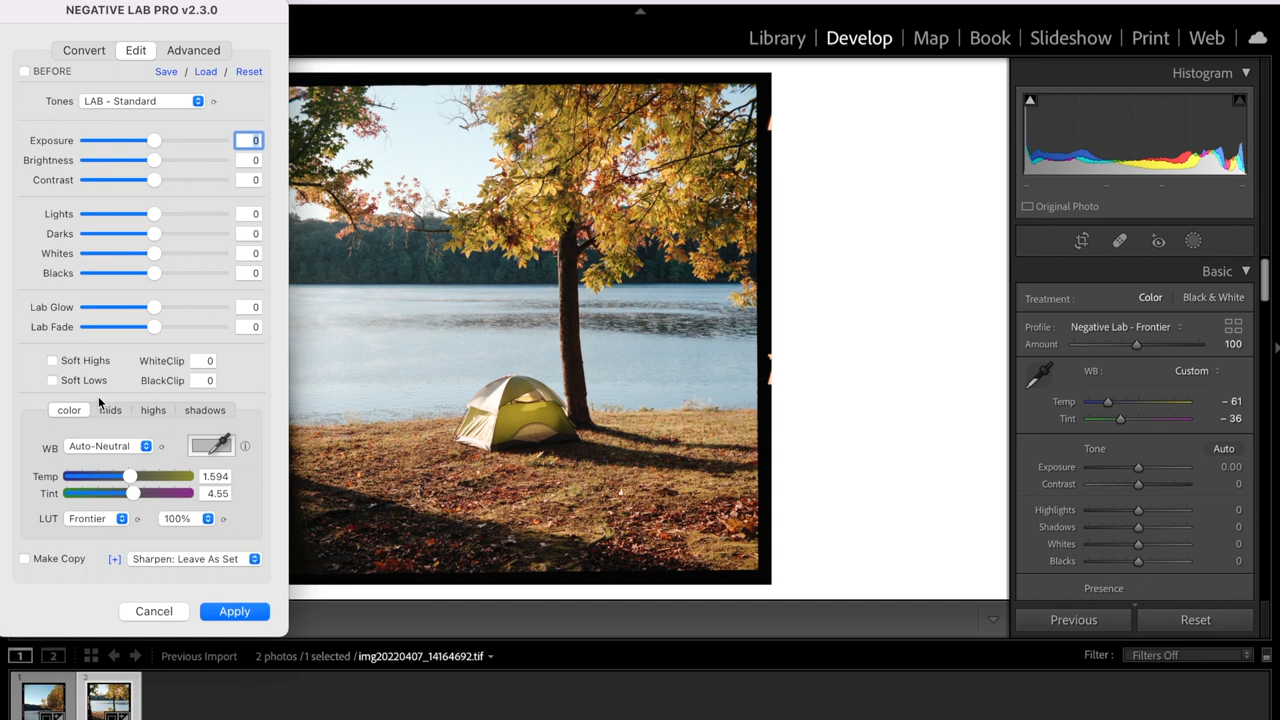 NEGATIVE LAB PRO v2.3.0
Convert Edit Advanced
BEFORE Save / Load / Reset
Tones LAB - Standard
Exposure 0
Brightness 0
Contrast 0
Lights 0
Darks 0
Whites 0
Blacks 0
Lab Glow 0
Lab Fade 0
Soft Highs WhiteClip 0
Soft Lows BlackClip 0
color mids highs shadows
WB Auto-Neutral
Temp 1.594
Tint 4.55
LUT Frontier 100%
Make Copy [+] Sharpen: Leave As Set
Cancel Apply
Library | Develop | Map | Book | Slideshow | Print | Web
Histogram
Original Photo
Basic
Treatment : Color Black & White
Profile : Negative Lab - Frontier
Amount 100
WB : Custom
Temp – 61
Tint – 36
Tone Auto
Exposure 0.00
Contrast 0
Highlights 0
Shadows 0
Whites 0
Blacks 0
Presence
Previous Reset
1 2 Previous Import 2 photos / 1 selected / img20220407_14164692.tif Filter : Filters Off
1 2